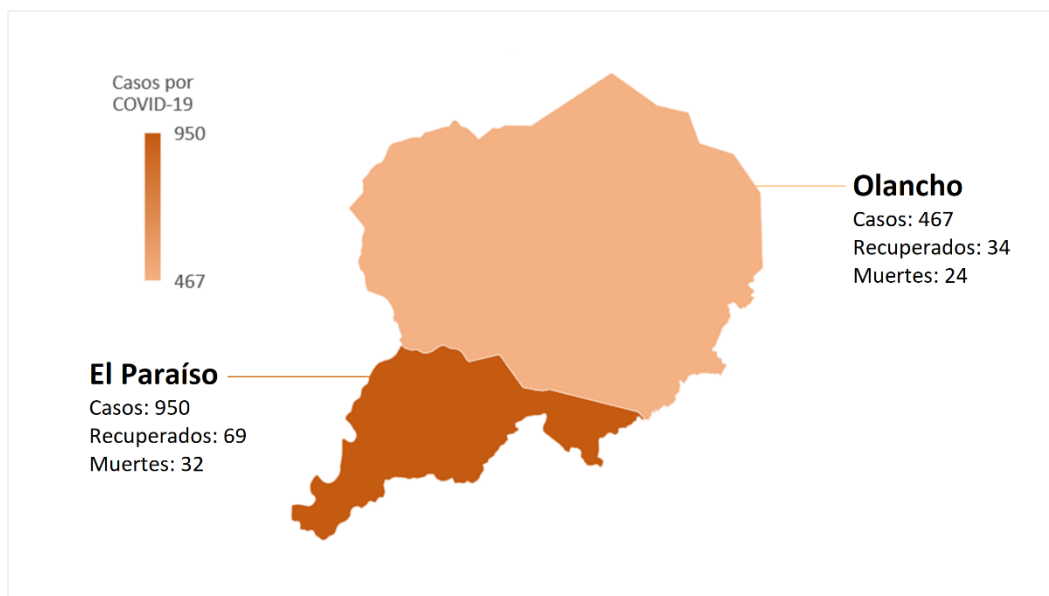 Casos por
COVID-19
950
467
Olancho
Casos: 467
Recuperados: 34
Muertes: 24
El Paraíso
Casos: 950
Recuperados: 69
Muertes: 32